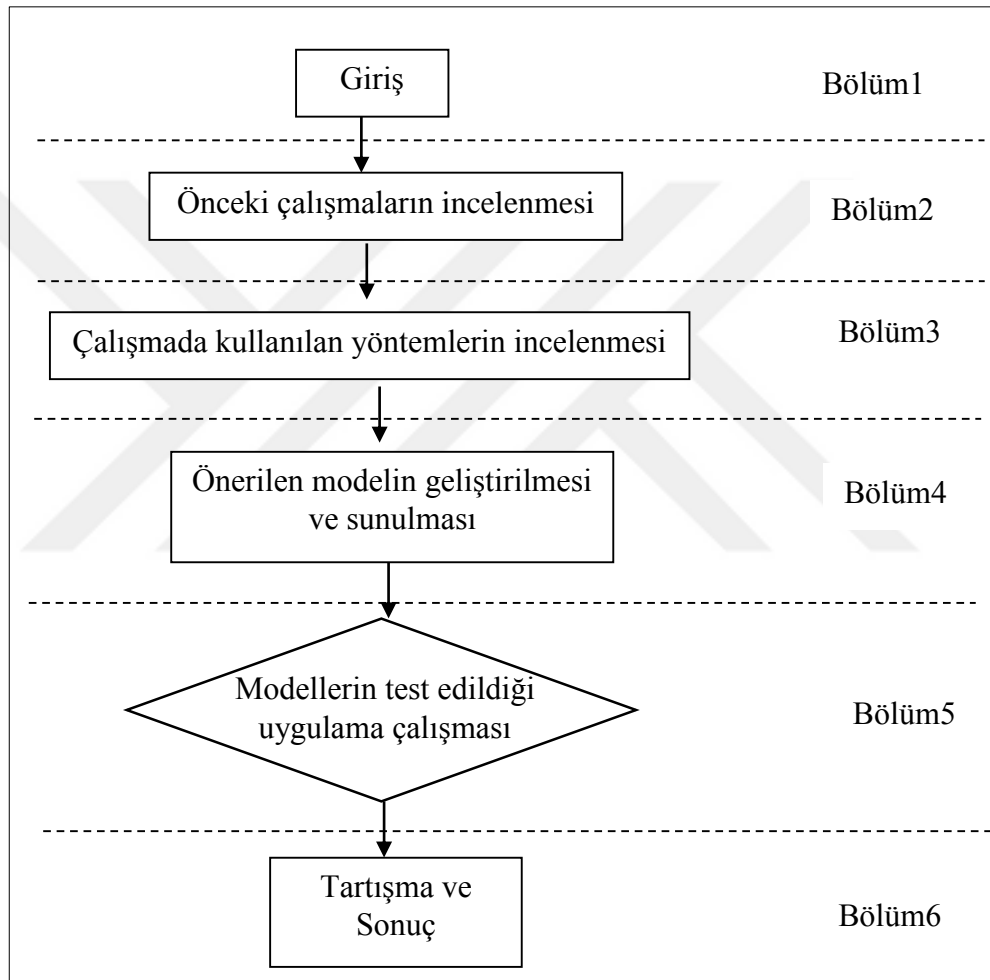 Giriş
Bölüm1
Önceki çalışmaların incelenmesi
Bölüm2
Çalışmada kullanılan yöntemlerin incelenmesi
Bölüm3
Önerilen modelin geliştirilmesi
ve sunulması
Bölüm4
Modellerin test edildiği
uygulama çalışması
Bölüm5
Tartışma ve
Sonuç
Bölüm6